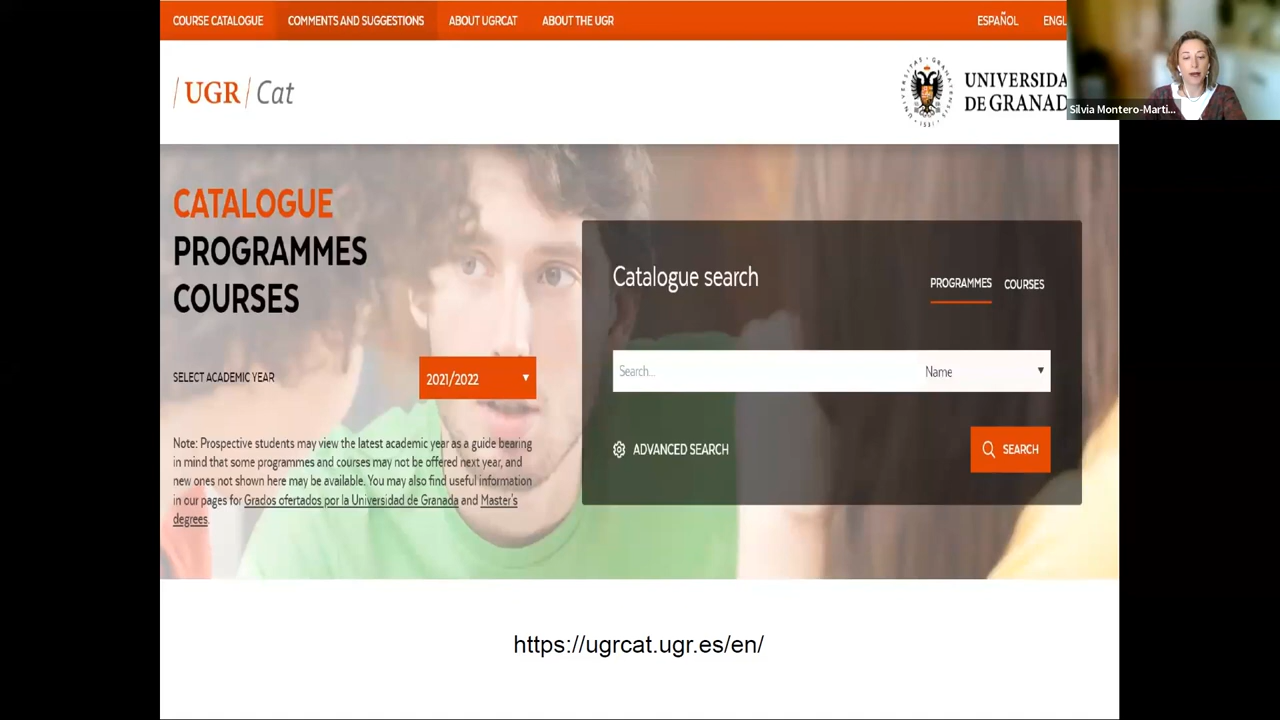 COURSE CATALOGUE COMMENTS AND SUGGESTIONS ABOUT UGRCAT ABOUT THE UGR ESPAÑOL ENGL
Silvia Montero-Marti...
UGR Cat
UNIVERSIDA
DE GRANAD
CATALOGUE
PROGRAMMES
COURSES
SELECT ACADEMIC YEAR 2021/2022
Note: Prospective students may view the latest academic year as a guide bearing
in mind that some programmes and courses may not be offered next year, and
new ones not shown here may be available. You may also find useful information
in our pages for Grados ofertados por la Universidad de Granada and Master's
degrees.
Catalogue search PROGRAMMES COURSES
Search... Name
ADVANCED SEARCH SEARCH
https://ugrcat.ugr.es/en/